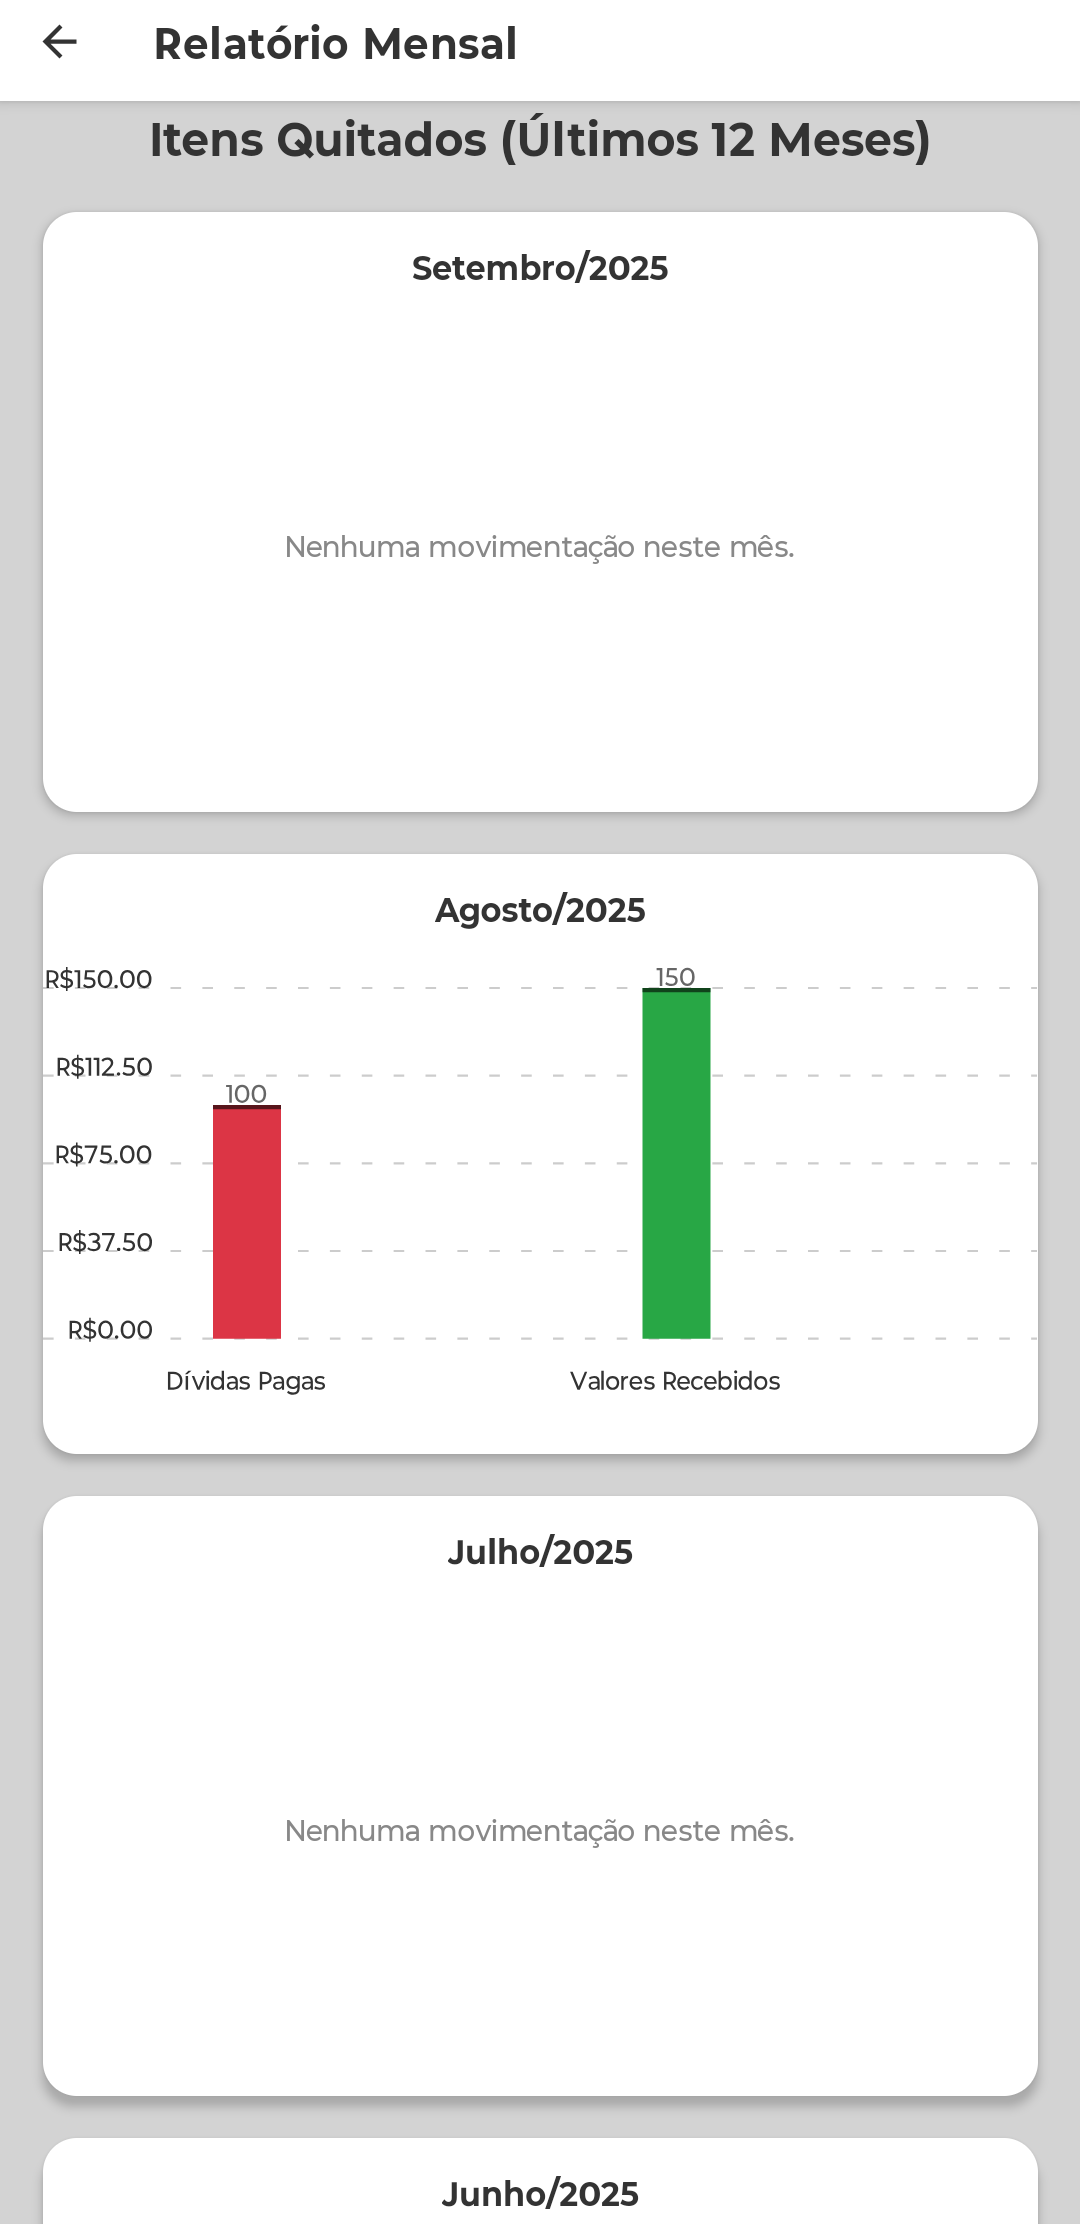 Relatório Mensal
Itens Quitados (Últimos 12 Meses)
Setembro/2025
Nenhuma movimentação neste mês.
Agosto/2025
R$150.00
150
R$112.50
100
R$75.00
R$37.50
R$0.00
Dívidas Pagas
Valores Recebidos
Julho/2025
Nenhuma movimentação neste mês.
Junho/2025